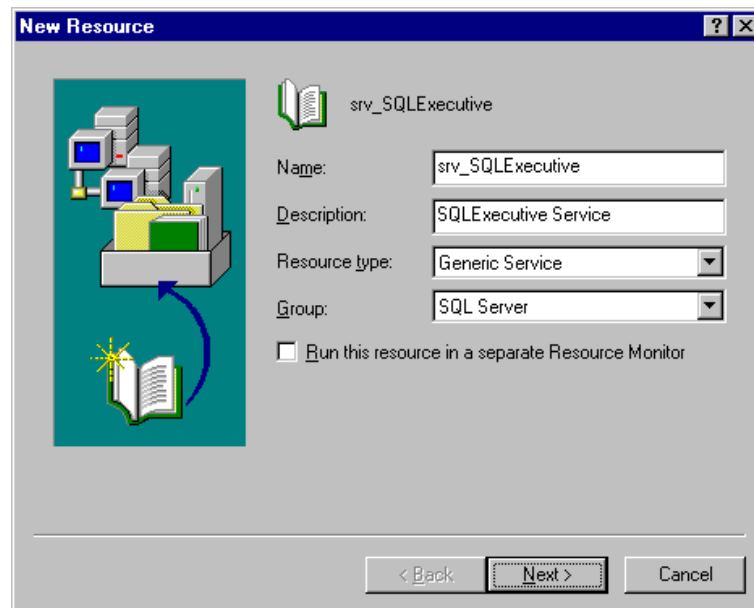 New Resource
srv_SQLExecutive
Name: srv_SQLExecutive
Description: SQLExecutive Service
Resource type: Generic Service
Group: SQL Server
Run this resource in a separate Resource Monitor
< Back Next > Cancel